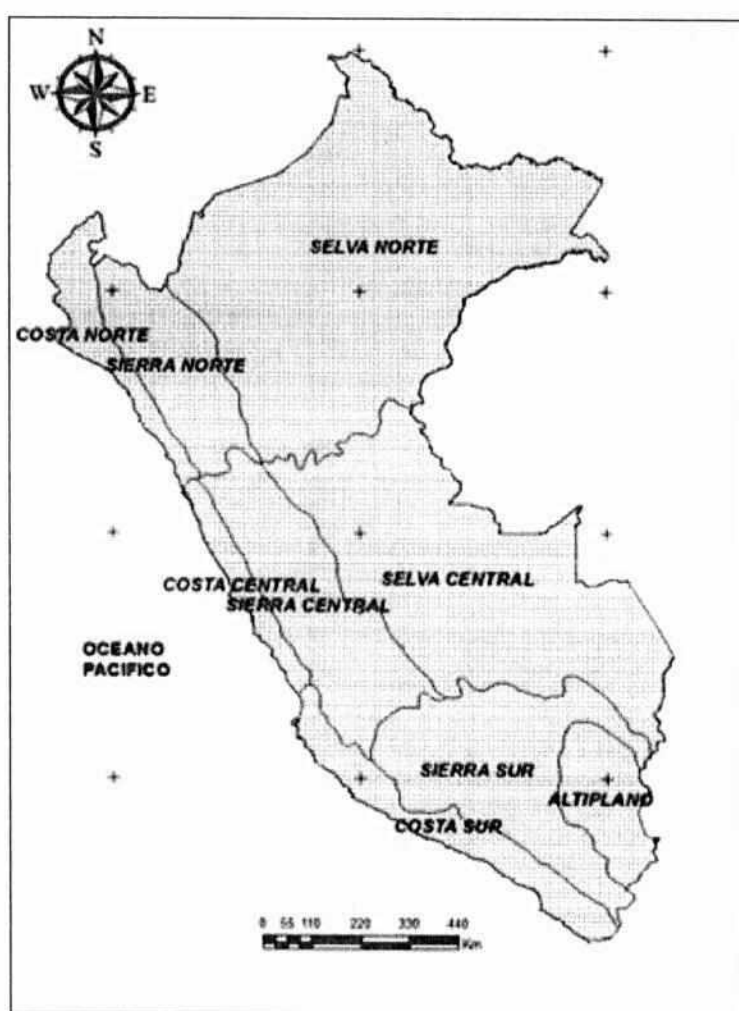 N
W E
S
SELVA NORTE
COSTA NORTE
SIERRA NORTE
COSTA CENTRAL
SELVA CENTRAL
SIERRA CENTRAL
OCEANO
PACIFICO
SIERRA SUR
ALTIPLANO
COSTA SUR
0 55 110 220 330 440
Km